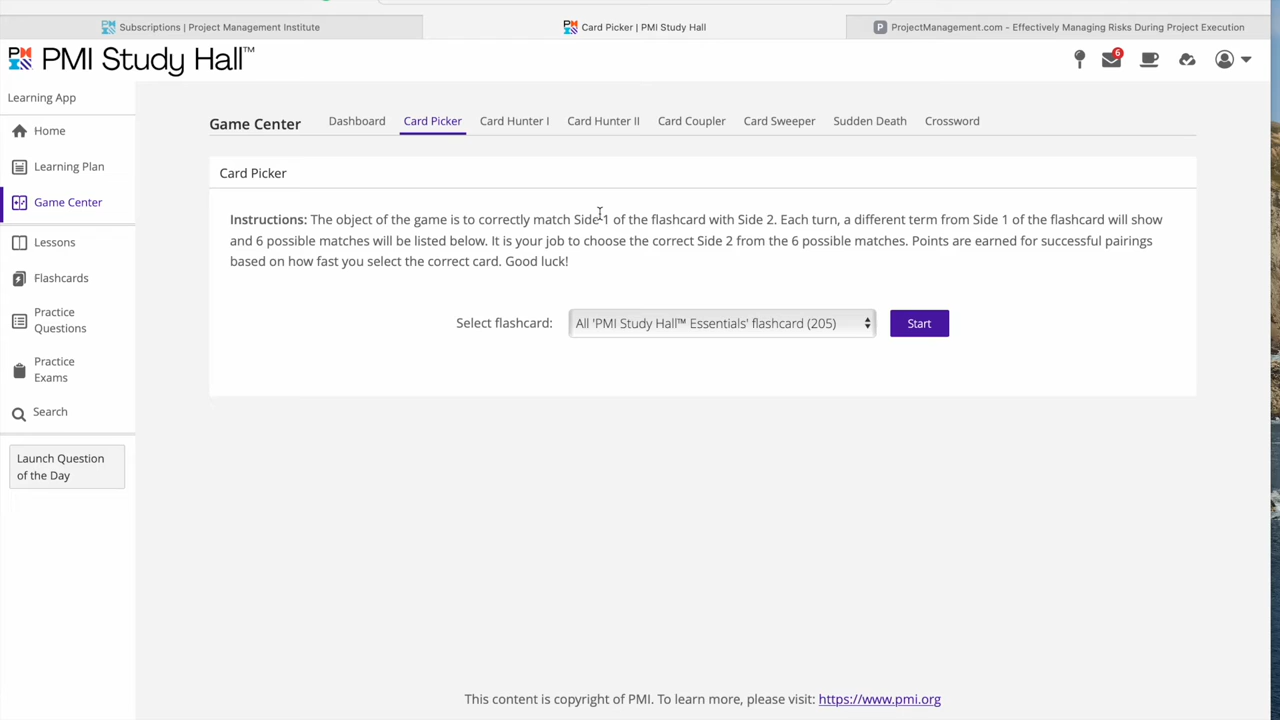 Subscriptions | Project Management Institute
Card Picker | PMI Study Hall
ProjectManagement.com - Effectively Managing Risks During Project Execution
PMI Study Hall™
6
Learning App
Home
Learning Plan
Game Center
Lessons
Flashcards
Practice
Questions
Practice
Exams
Search
Launch Question
of the Day
Game Center
Dashboard
Card Picker
Card Hunter I
Card Hunter II
Card Coupler
Card Sweeper
Sudden Death
Crossword
Card Picker
Instructions: The object of the game is to correctly match Side 1 of the flashcard with Side 2. Each turn, a different term from Side 1 of the flashcard will show
and 6 possible matches will be listed below. It is your job to choose the correct Side 2 from the 6 possible matches. Points are earned for successful pairings
based on how fast you select the correct card. Good luck!
Select flashcard:
All 'PMI Study Hall™ Essentials' flashcard (205)
Start
This content is copyright of PMI. To learn more, please visit: https://www.pmi.org